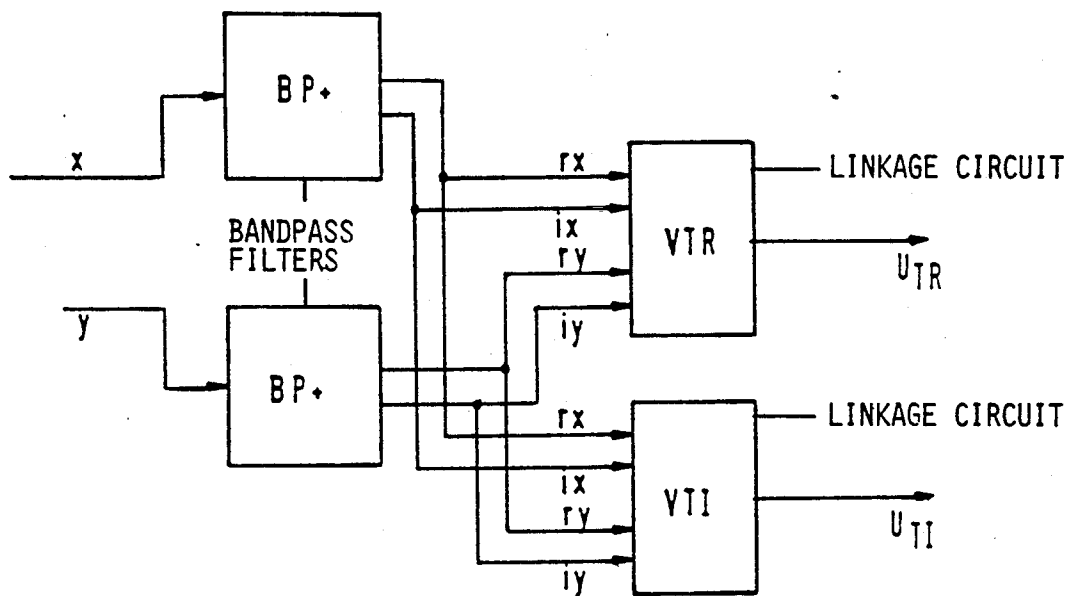 BP+
x
rx
LINKAGE CIRCUIT
ix
VTR
BANDPASS
FILTERS
ry
U_TR
y
iy
BP+
rx
LINKAGE CIRCUIT
ix
VTI
ry
U_TI
iy